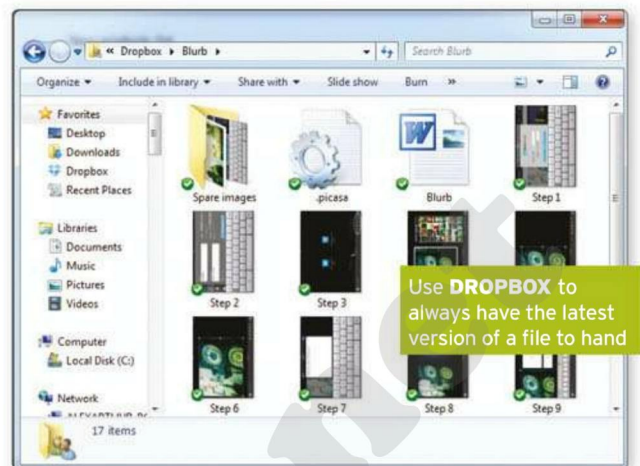 « Dropbox ▸ Blurb ▸
Search Blurb
Organize
Include in library
Share with
Slide show
Burn
»
Favorites
Desktop
Downloads
Dropbox
Recent Places
Libraries
Documents
Music
Pictures
Videos
Computer
Local Disk (C:)
Network
Spare images
.picasa
Blurb
Step 1
Step 2
Step 3
Use DROPBOX to
always have the latest
version of a file to hand
Step 6
Step 7
Step 8
Step 9
17 items